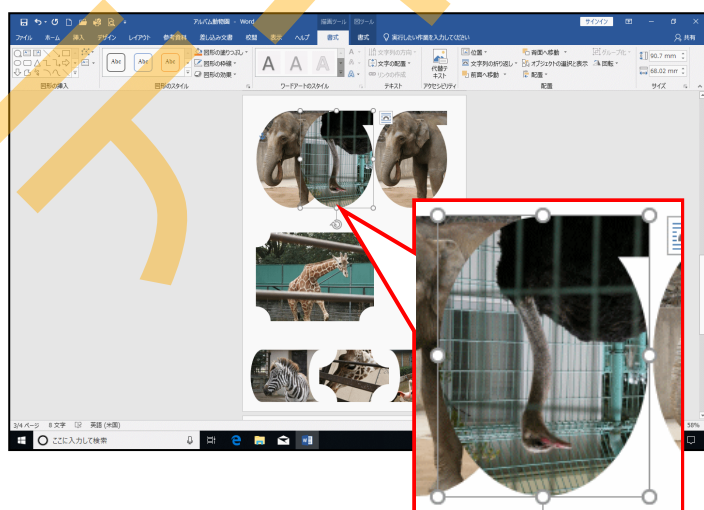 アルバム動物園 - Word
描画ツール 図ツール
サインイン
ファイル ホーム 挿入 デザイン レイアウト 参考資料 差し込み文書 校閲 表示 ヘルプ 書式 書式 実行したい作業を入力してください 共有
Abc Abc Abc
図形の塗りつぶし
図形の枠線
図形の効果
A A A
文字列の方向
文字の配置
リンクの作成
代替テキスト
位置
文字列の折り返し
前面へ移動
背面へ移動
オブジェクトの選択と表示
配置
グループ化
回転
90.7 mm
68.02 mm
図形の挿入 図形のスタイル ワードアートのスタイル テキスト アクセシビリティ 配置 サイズ
3/4 ページ 8 文字 英語 (米国)
50%
ここに入力して検索